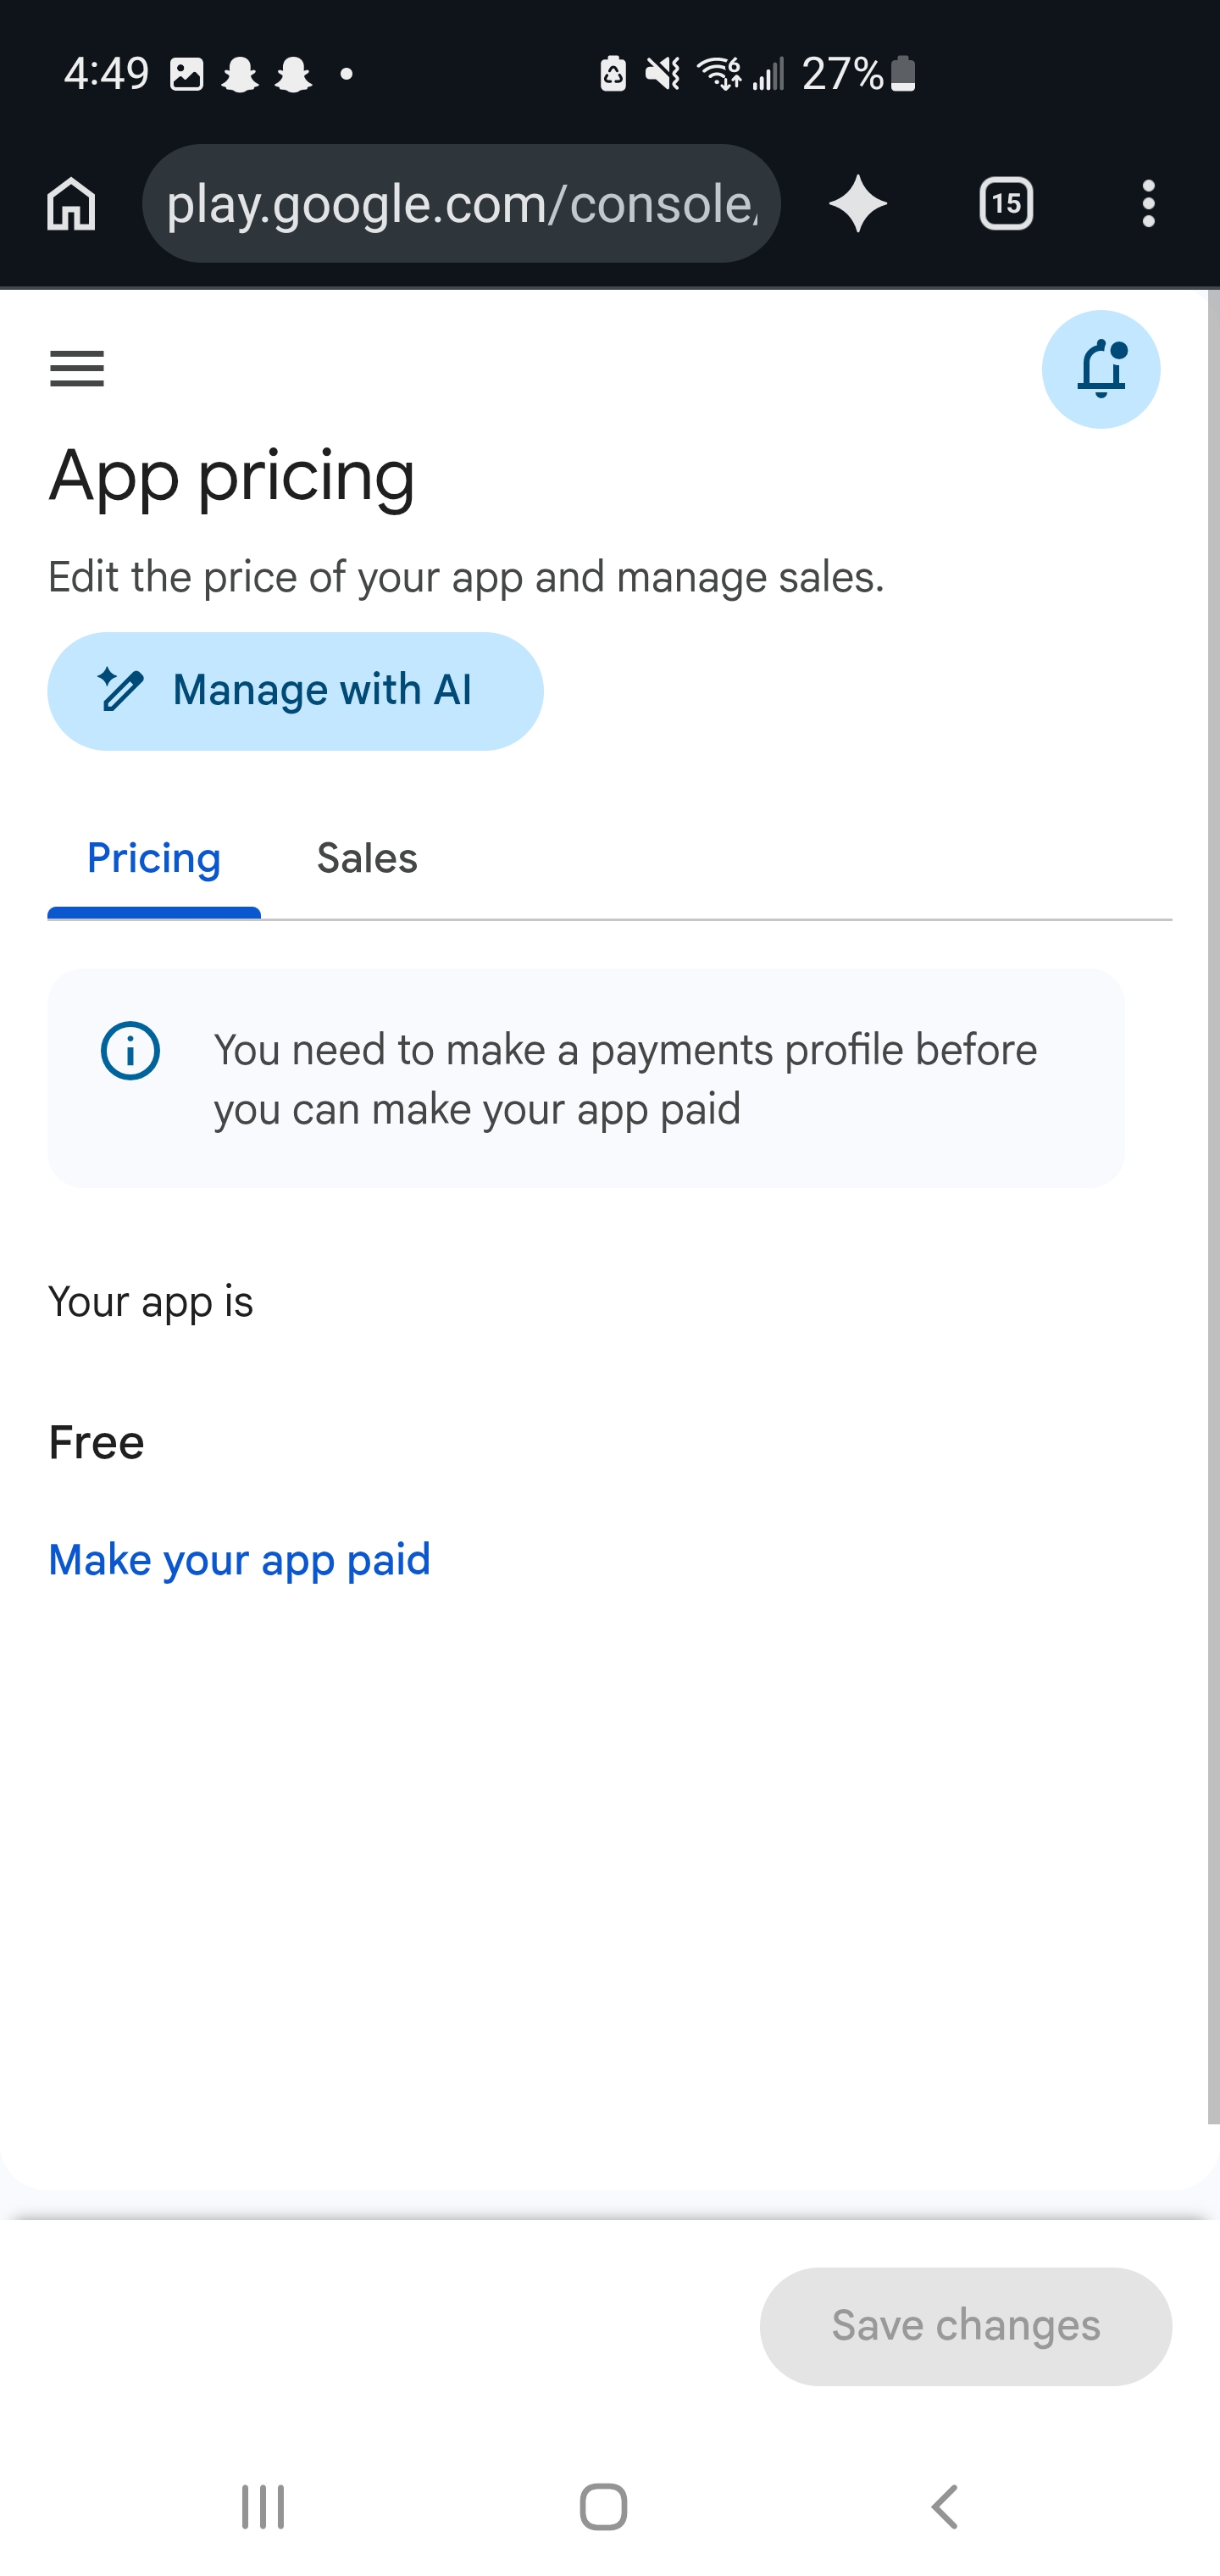 4:49
27%
play.google.com/console/
15
App pricing
Edit the price of your app and manage sales.
Manage with AI
Pricing
Sales
You need to make a payments profile before
you can make your app paid
Your app is
Free
Make your app paid
Save changes